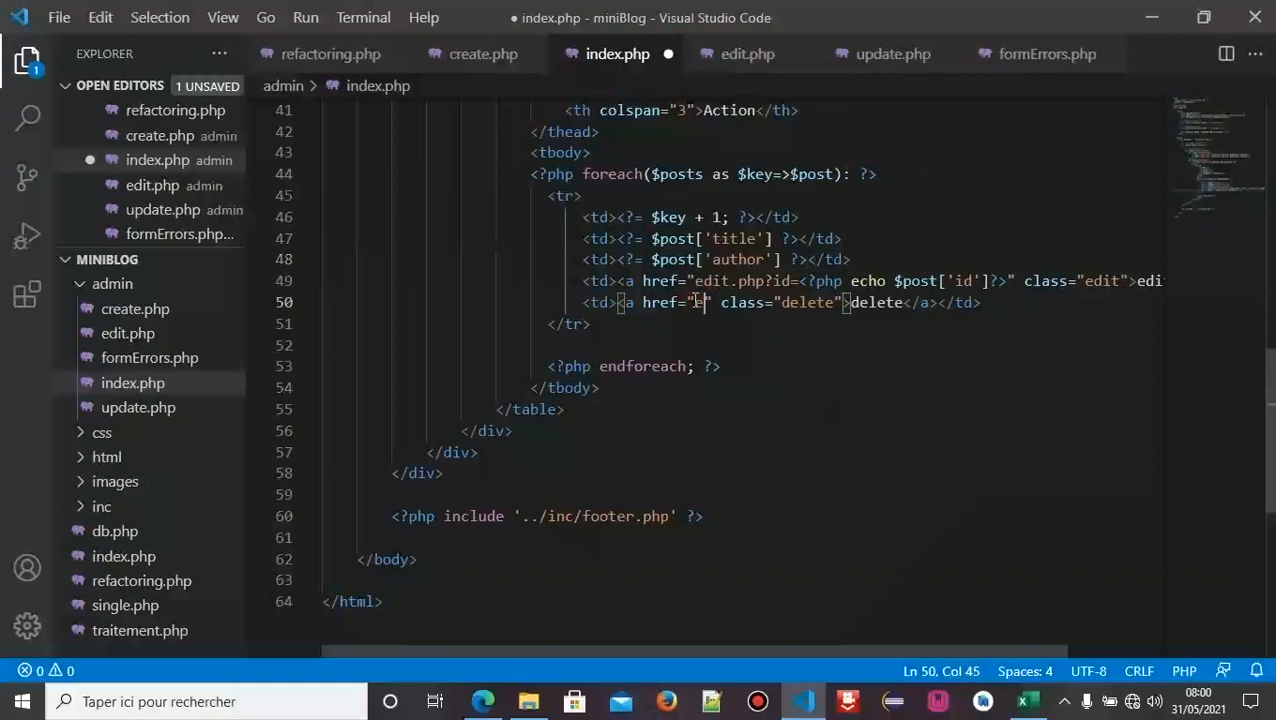 File Edit Selection View Go Run Terminal Help
● index.php - miniBlog - Visual Studio Code
EXPLORER ···
refactoring.php create.php index.php ● edit.php update.php formErrors.php ···
OPEN EDITORS 1 UNSAVED
admin > index.php
refactoring.php
create.php admin
● index.php admin
edit.php admin
update.php admin
formErrors.php...
MINIBLOG
admin
create.php
edit.php
formErrors.php
index.php
update.php
css
html
images
inc
db.php
index.php
refactoring.php
single.php
traitement.php
1
41 <th colspan="3">Action</th>
42 </thead>
43 <tbody>
44 <?php foreach($posts as $key=>$post): ?>
45 <tr>
46 <td><?= $key + 1; ?></td>
47 <td><?= $post['title'] ?></td>
48 <td><?= $post['author'] ?></td>
49 <td><a href="edit.php?id=<?php echo $post['id']?>" class="edit">edi
50 <td><a href="e" class="delete">delete</a></td>
51 </tr>
52
53 <?php endforeach; ?>
54 </tbody>
55 </table>
56 </div>
57 </div>
58 </div>
59
60 <?php include '../inc/footer.php' ?>
61
62 </body>
63
64 </html>
0 0 Ln 50, Col 45 Spaces: 4 UTF-8 CRLF PHP
Taper ici pour rechercher
08:00
31/05/2021